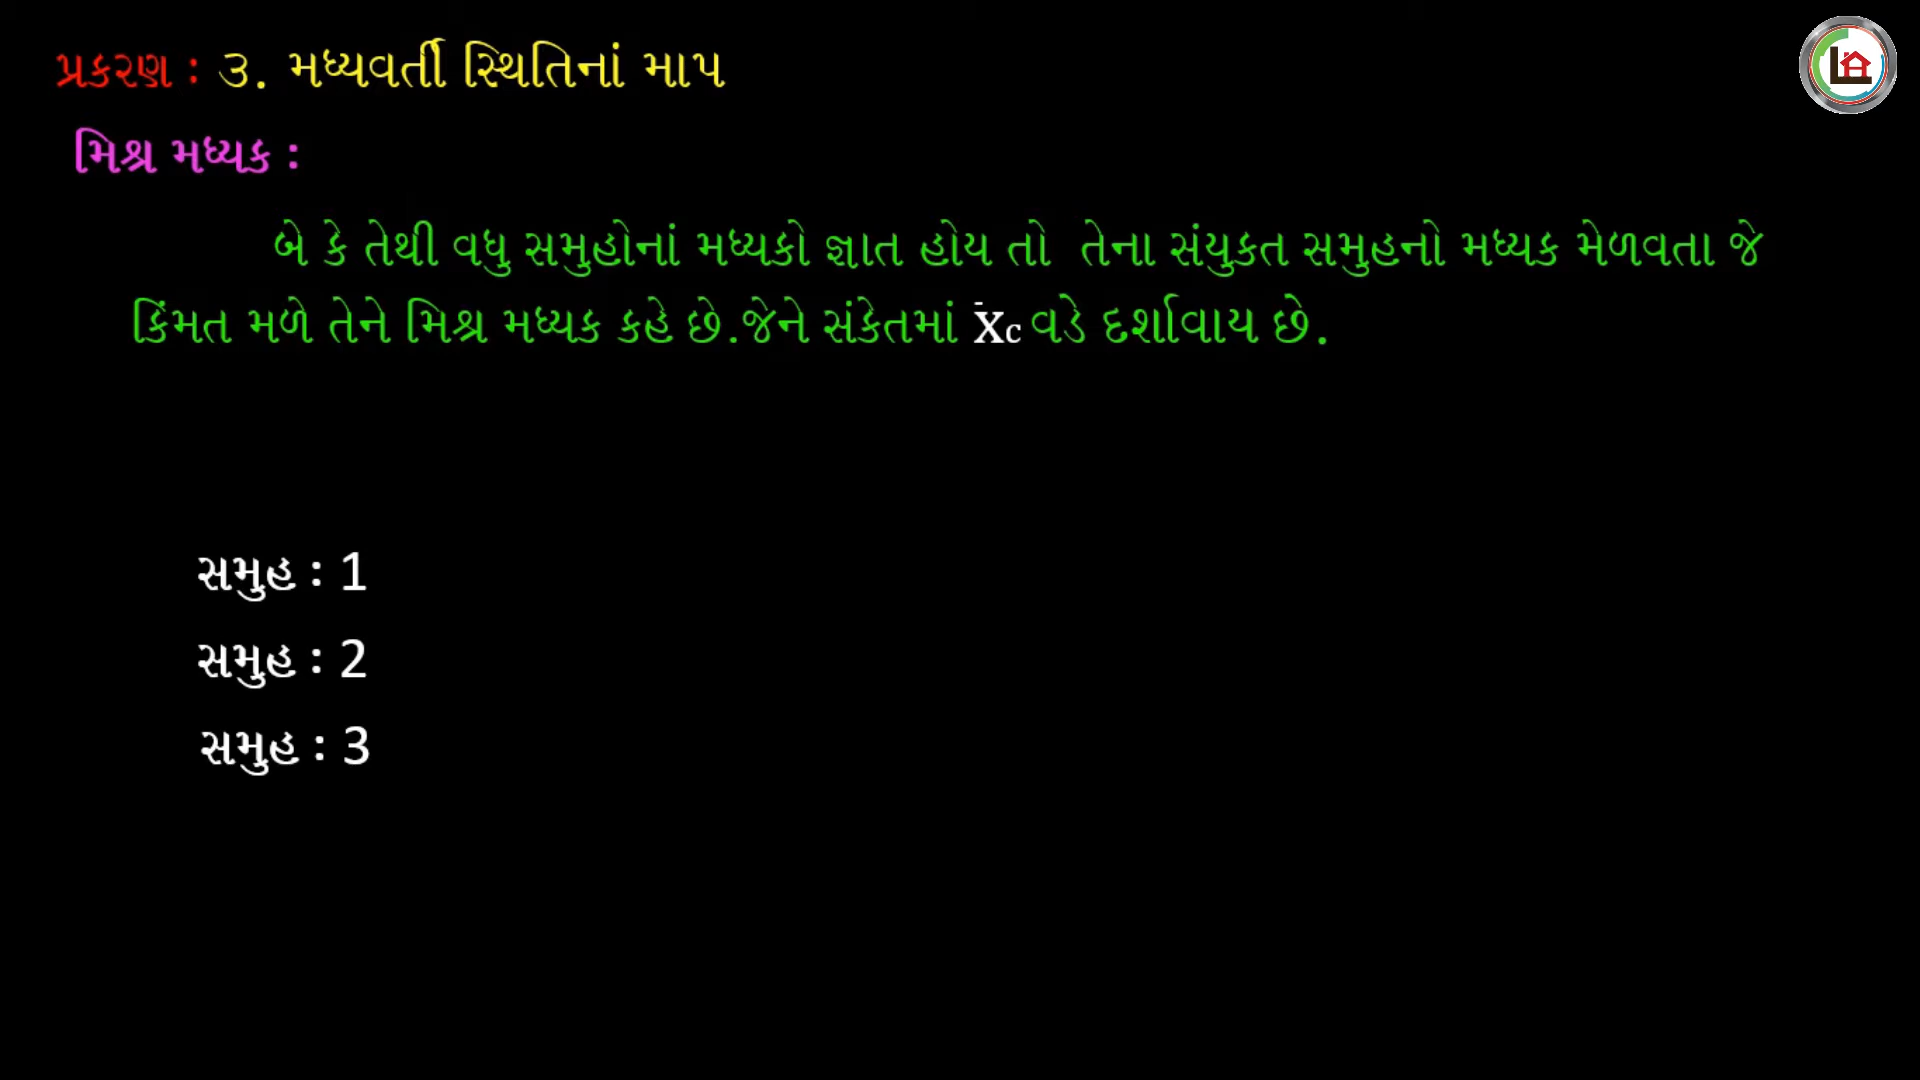 પ્રકરણ : ૩. મધ્યવર્તી સ્થિતિનાં માપ
મિશ્ર મધ્યક :
બે કે તેથી વધુ સમુહોનાં મધ્યકો જ્ઞાત હોય તો તેના સંયુકત સમુહનો મધ્યક મેળવતા જે
કિંમત મળે તેને મિશ્ર મધ્યક કહે છે.જેને સંકેતમાં x̄c વડે દર્શાવાય છે.
સમુહ : 1
સમુહ : 2
સમુહ : 3